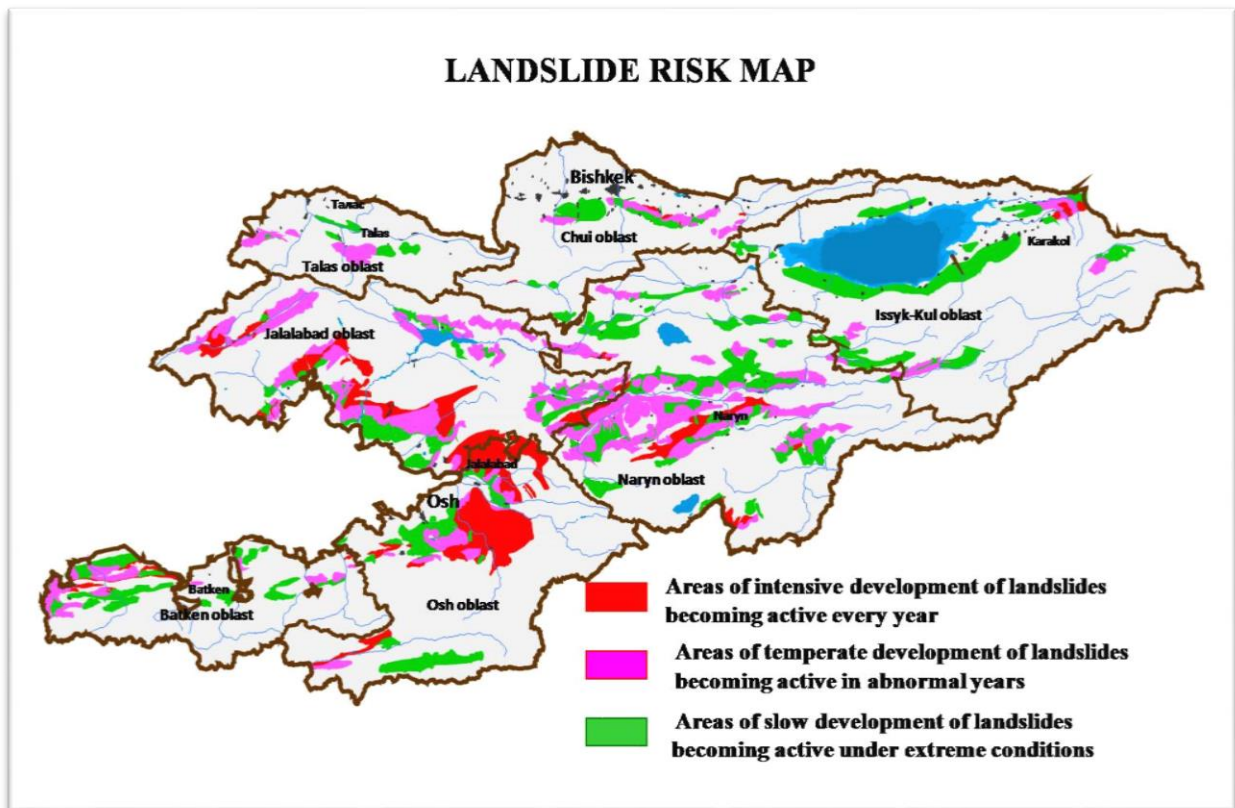 LANDSLIDE RISK MAP
Bishkek
Талас
Talas
Chui oblast
Karakol
Talas oblast
Issyk-Kul oblast
Jalalabad oblast
Naryn
Jalalabad
Naryn oblast
Osh
Batken
Batken oblast
Osh oblast
Areas of intensive development of landslides
becoming active every year
Areas of temperate development of landslides
becoming active in abnormal years
Areas of slow development of landslides
becoming active under extreme conditions